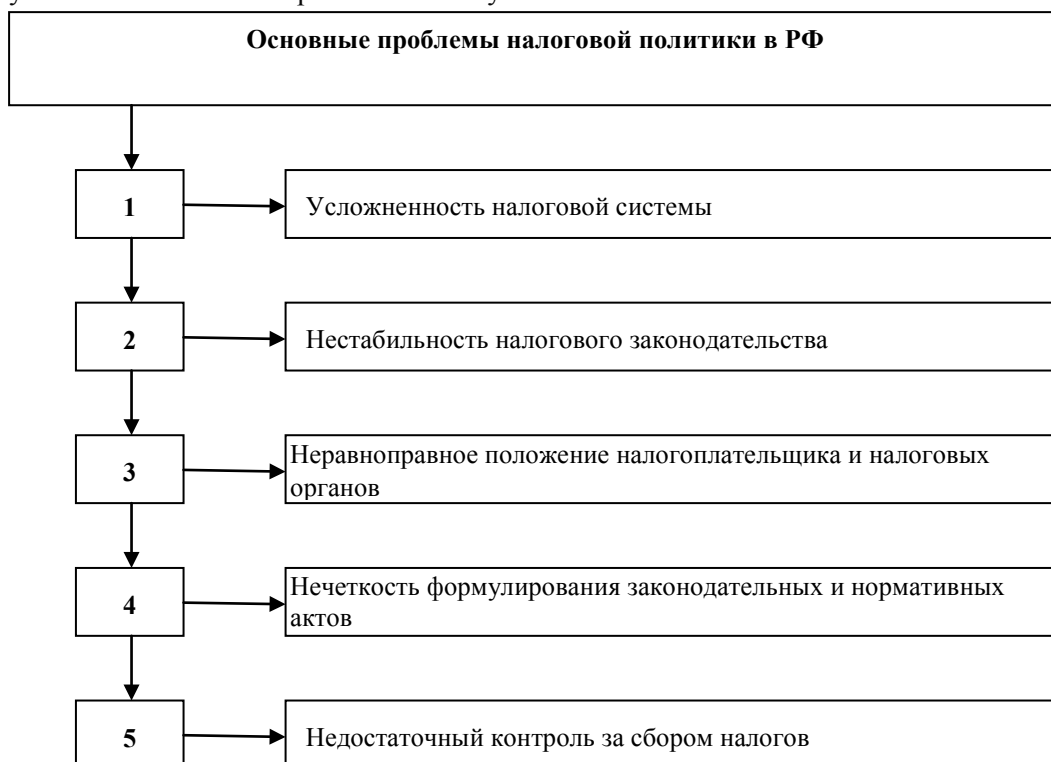 Основные проблемы налоговой политики в РФ
1
Усложненность налоговой системы
2
Нестабильность налогового законодательства
3
Неравноправное положение налогоплательщика и налоговых
органов
4
Нечеткость формулирования законодательных и нормативных
актов
5
Недостаточный контроль за сбором налогов